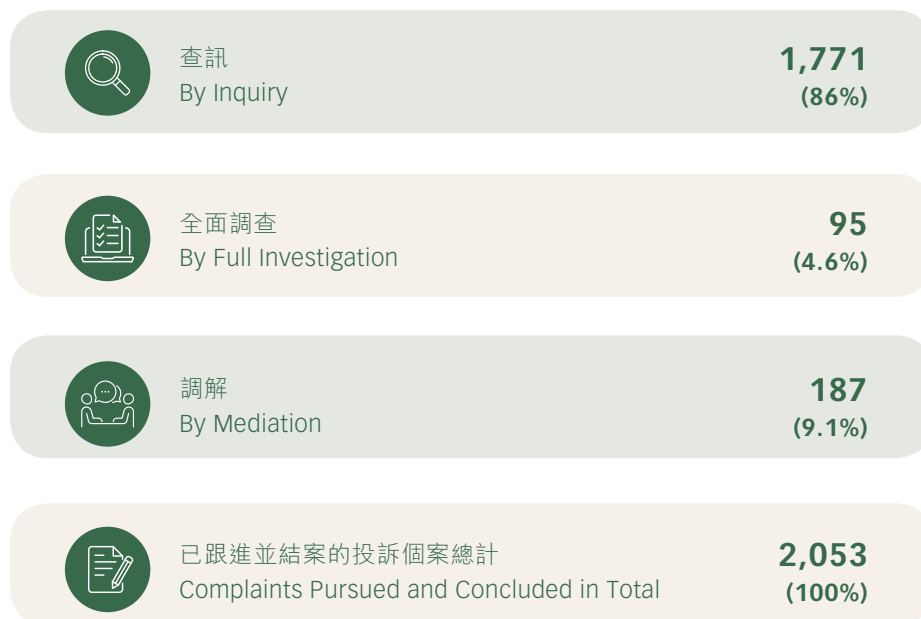 查訊
By Inquiry
1,771
(86%)
全面調查
By Full Investigation
95
(4.6%)
調解
By Mediation
187
(9.1%)
已跟進並結案的投訴個案總計
Complaints Pursued and Concluded in Total
2,053
(100%)